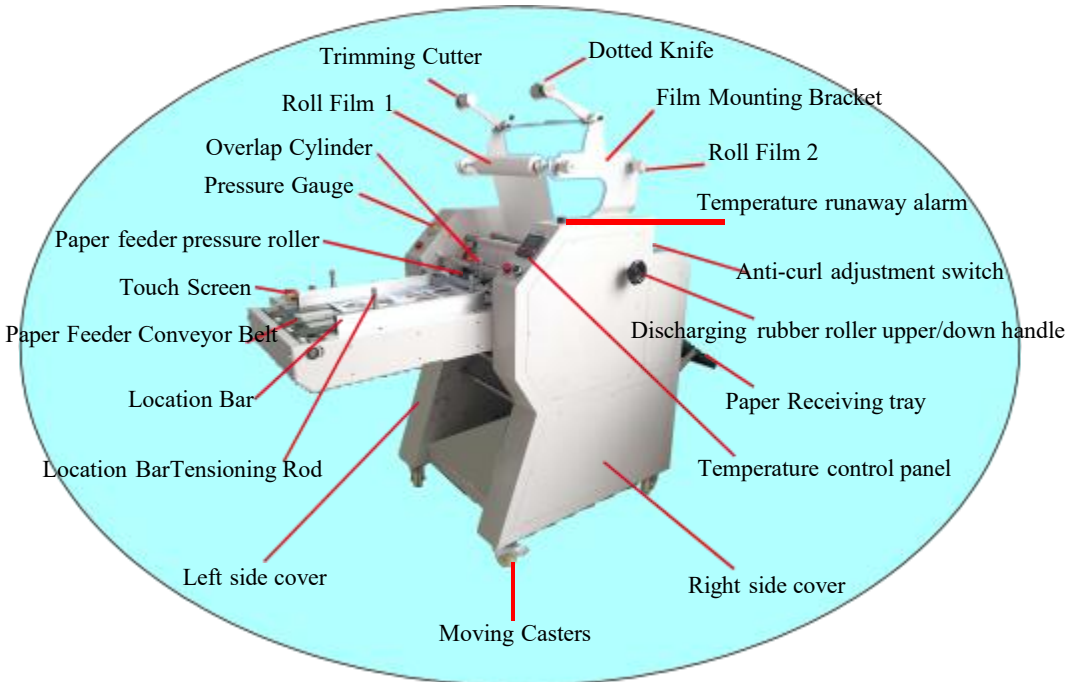 Trimming Cutter
Dotted Knife
Roll Film 1
Film Mounting Bracket
Overlap Cylinder
Roll Film 2
Pressure Gauge
Temperature runaway alarm
Paper feeder pressure roller
Anti-curl adjustment switch
Touch Screen
Paper Feeder Conveyor Belt
Discharging rubber roller upper/down handle
Location Bar
Paper Receiving tray
Location BarTensioning Rod
Temperature control panel
Left side cover
Right side cover
Moving Casters